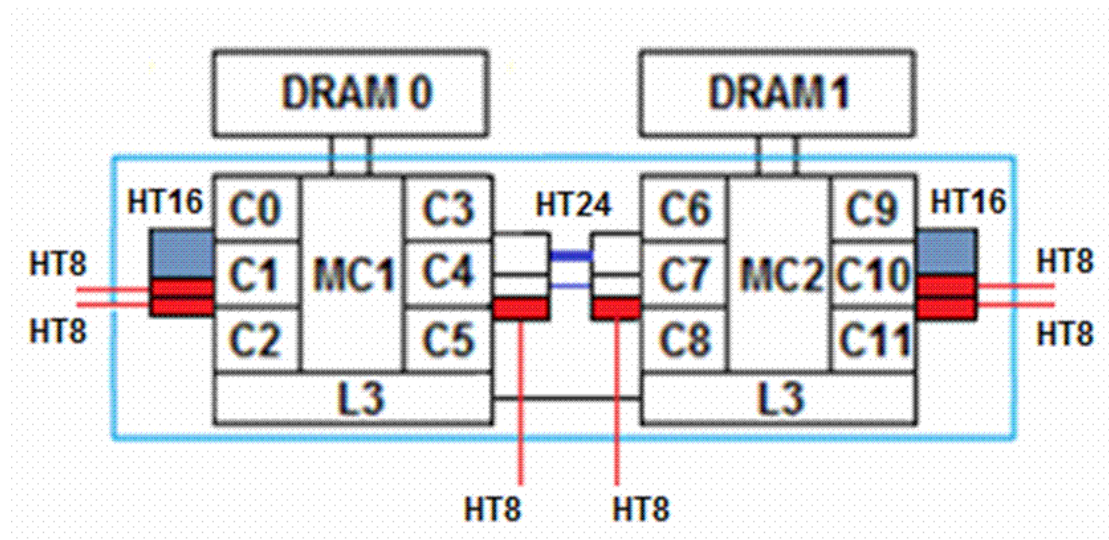 DRAM 0
DRAM 1
HT16
C0
C3
HT24
C6
C9
HT16
HT8
C1
MC1
C4
C7
MC2
C10
HT8
HT8
C2
C5
C8
C11
HT8
L3
L3
HT8
HT8